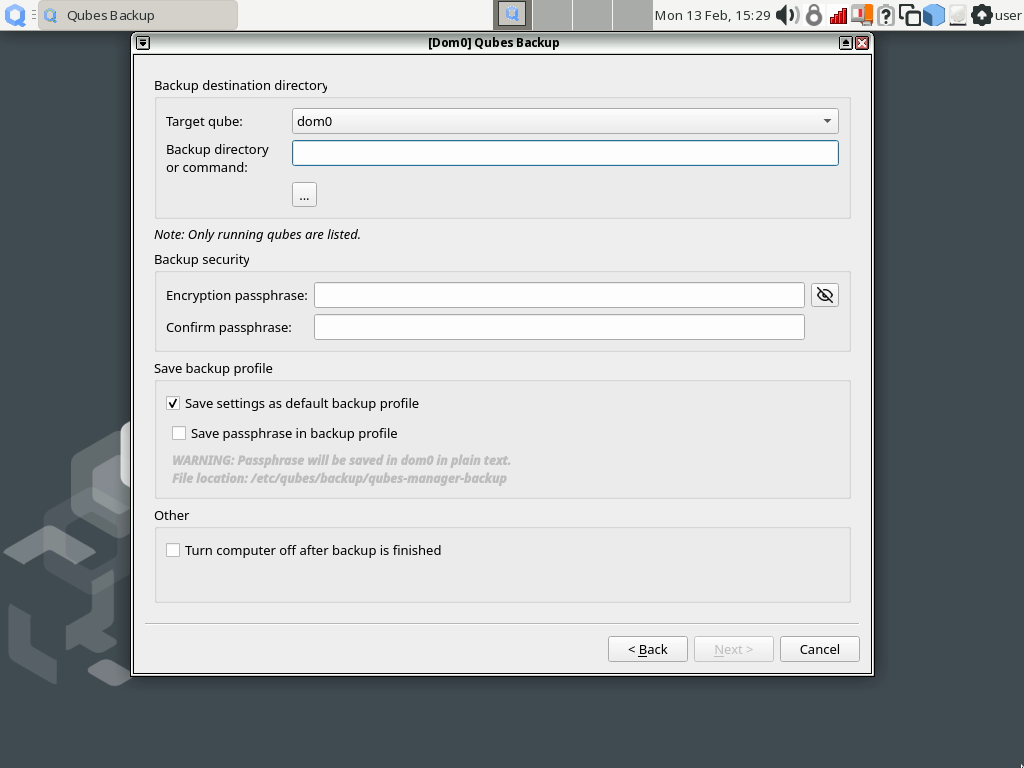 Qubes Backup
Mon 13 Feb, 15:29
user
[Dom0] Qubes Backup
Backup destination directory
Target qube:
dom0
Backup directory
or command:
...
Note: Only running qubes are listed.
Backup security
Encryption passphrase:
Confirm passphrase:
Save backup profile
Save settings as default backup profile
Save passphrase in backup profile
WARNING: Passphrase will be saved in dom0 in plain text.
File location: /etc/qubes/backup/qubes-manager-backup
Other
Turn computer off after backup is finished
< Back
Next >
Cancel